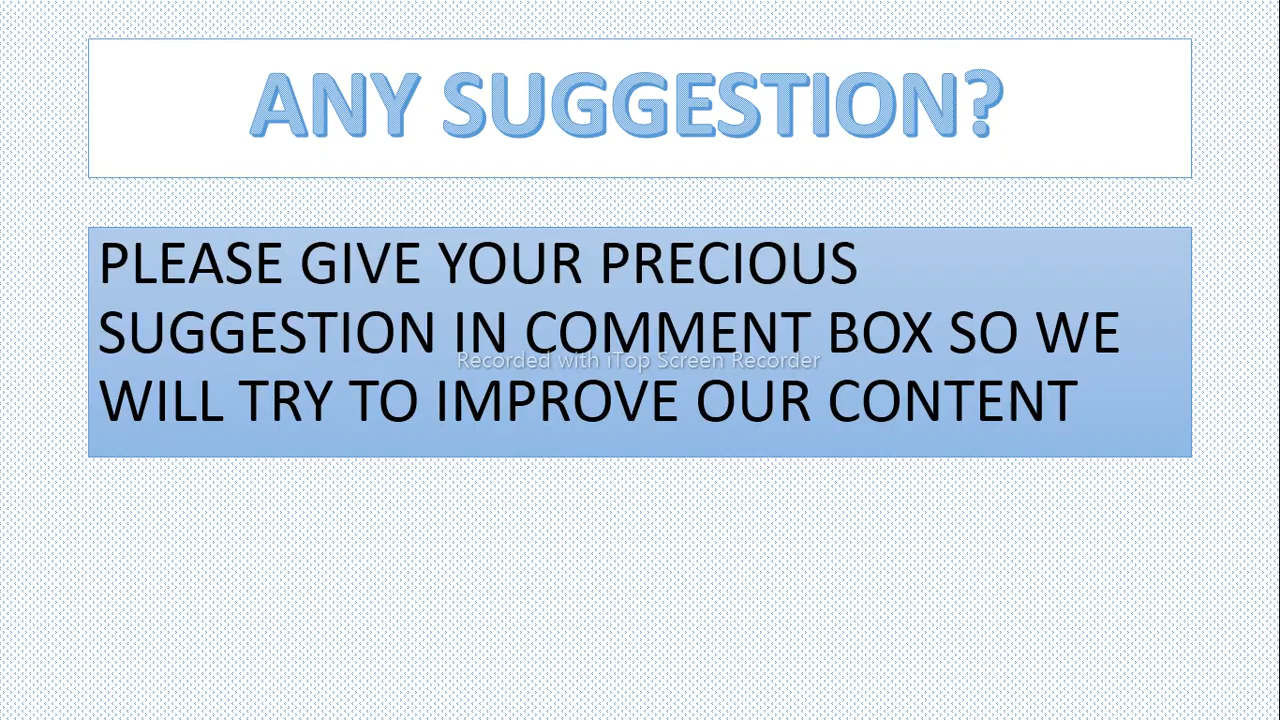 ANY SUGGESTION?
PLEASE GIVE YOUR PRECIOUS
SUGGESTION IN COMMENT BOX SO WE
Recorded with iTop Screen Recorder
WILL TRY TO IMPROVE OUR CONTENT